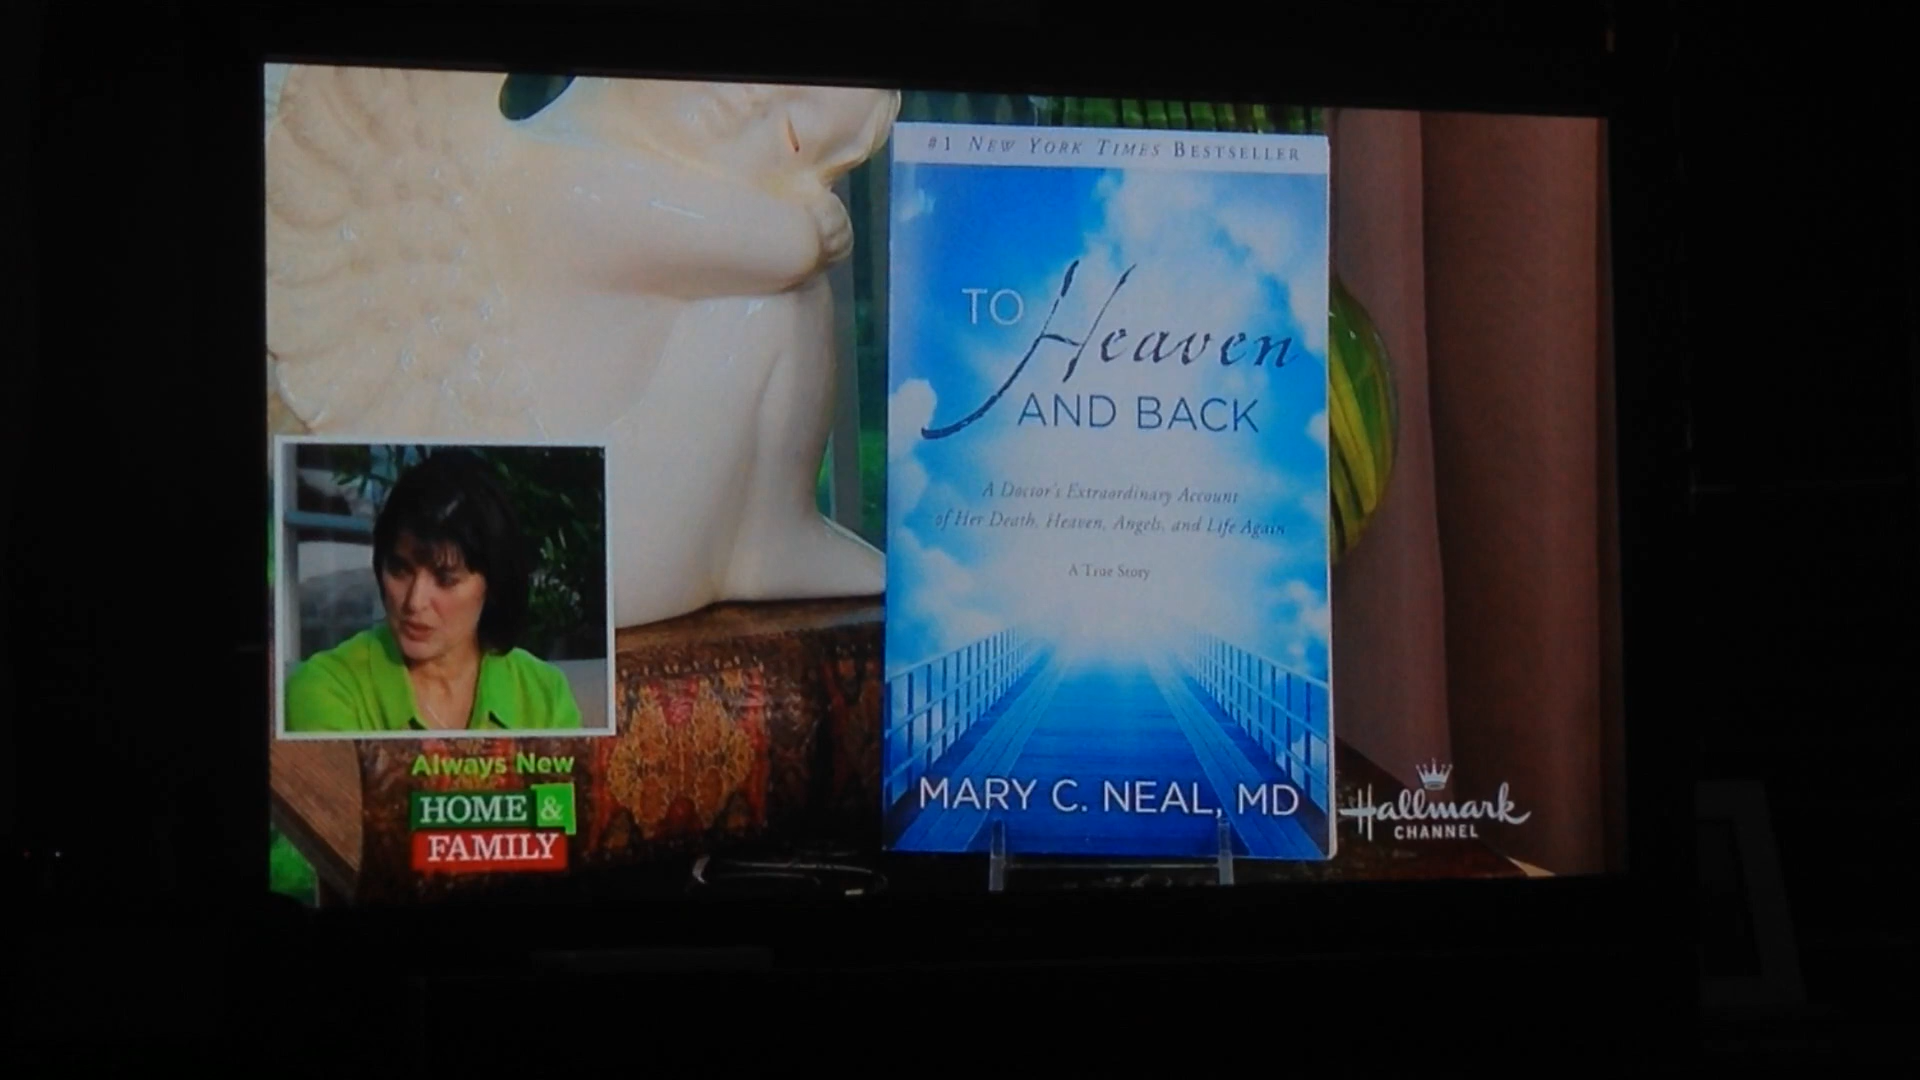 #1 NEW YORK TIMES BESTSELLER
TO Heaven
AND BACK
A Doctor's Extraordinary Account
of Her Death, Heaven, Angels, and Life Again
A True Story
MARY C. NEAL, MD
Always New
HOME &
FAMILY
Hallmark
CHANNEL